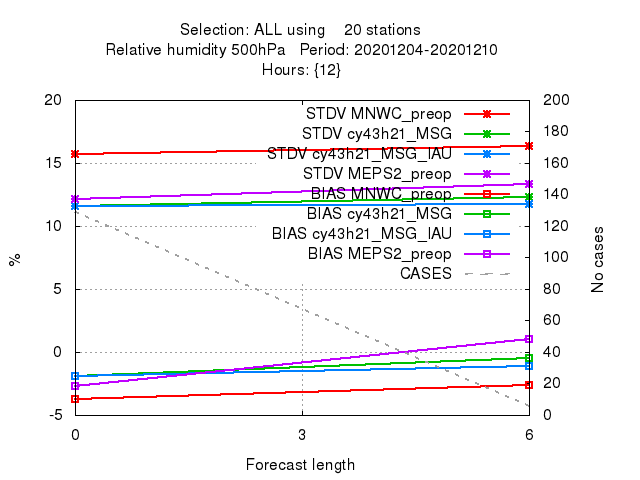 Selection: ALL using    20 stations
Relative humidity 500hPa   Period: 20201204-20201210
Hours: {12}
20
15
10
5
0
-5
%
200
180
160
140
120
100
80
60
40
20
0
No cases
STDV MNWC_preop
STDV cy43h21_MSG
STDV cy43h21_MSG_IAU
STDV MEPS2_preop
BIAS MNWC_preop
BIAS cy43h21_MSG
BIAS cy43h21_MSG_IAU
BIAS MEPS2_preop
CASES
0 3 6
Forecast length